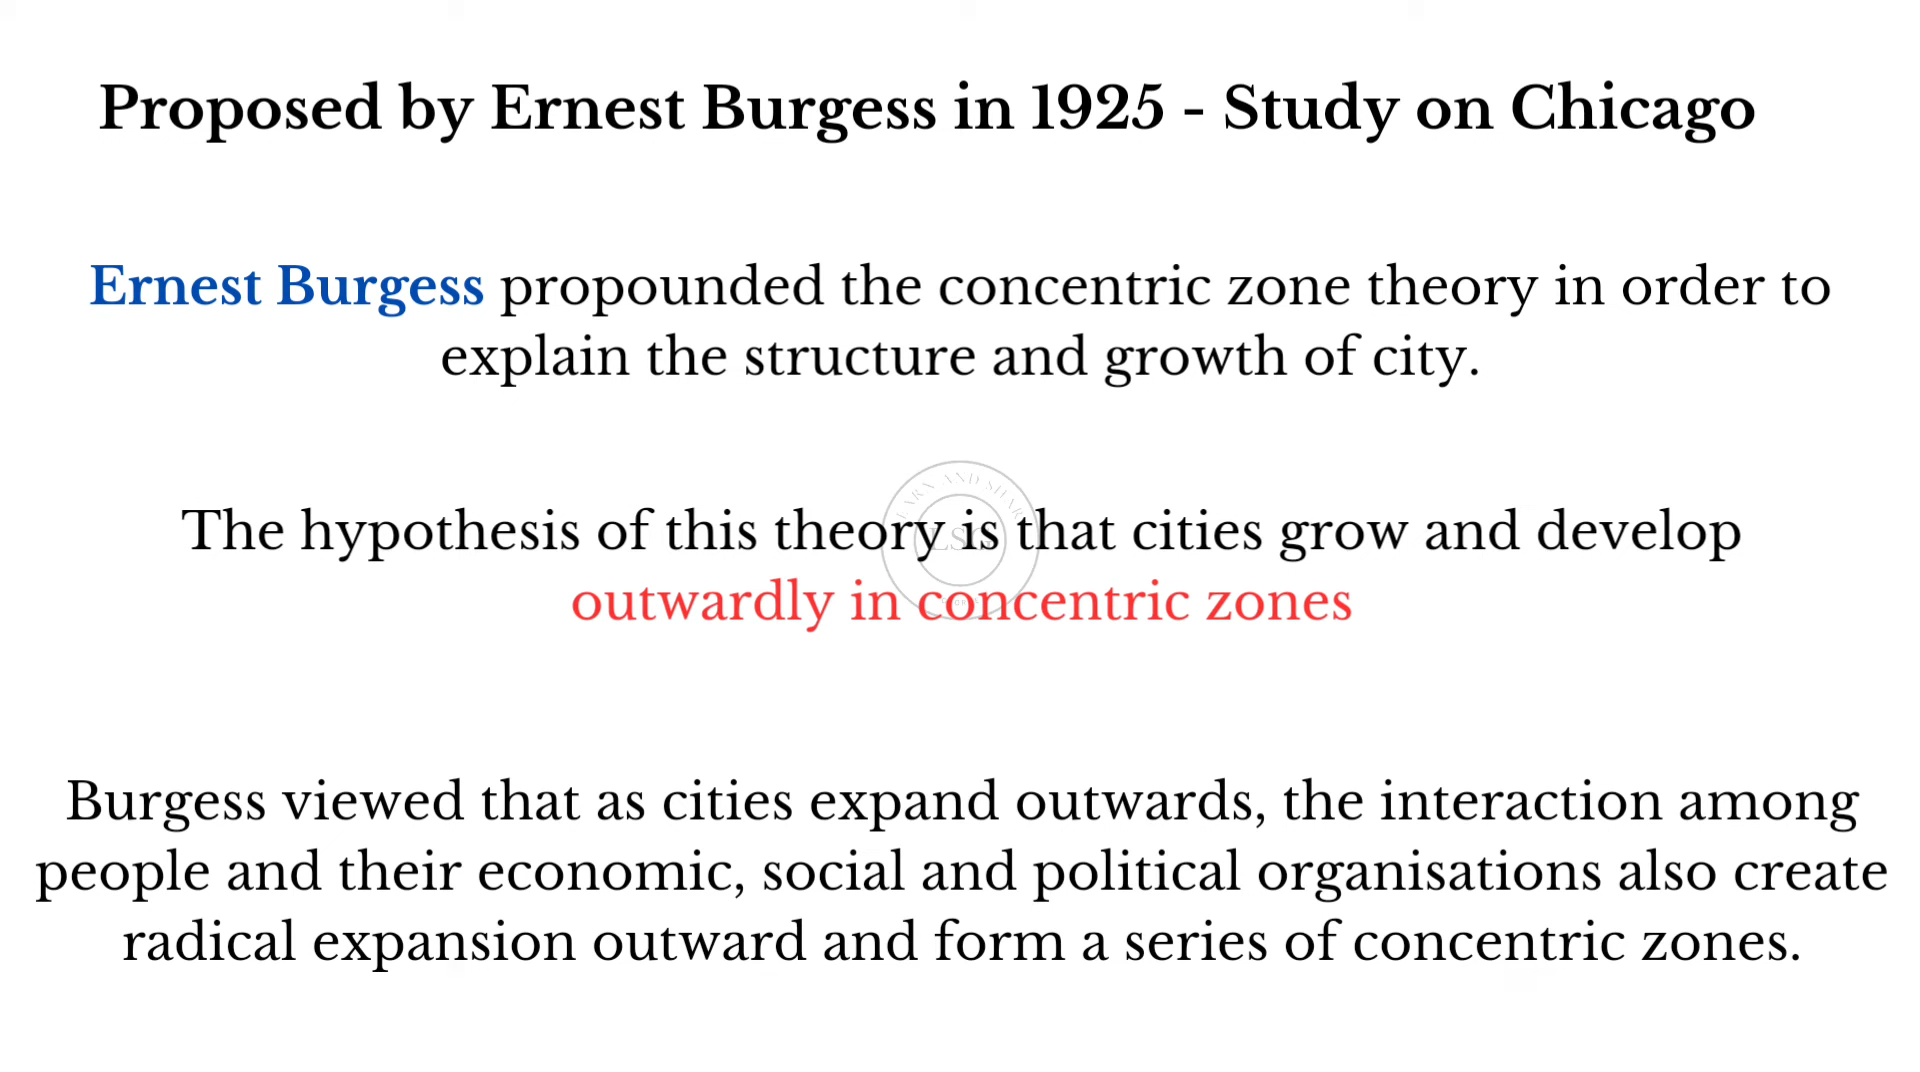 Proposed by Ernest Burgess in 1925 - Study on Chicago
Ernest Burgess propounded the concentric zone theory in order to
explain the structure and growth of city.
The hypothesis of this theory is that cities grow and develop
outwardly in concentric zones
Burgess viewed that as cities expand outwards, the interaction among
people and their economic, social and political organisations also create
radical expansion outward and form a series of concentric zones.